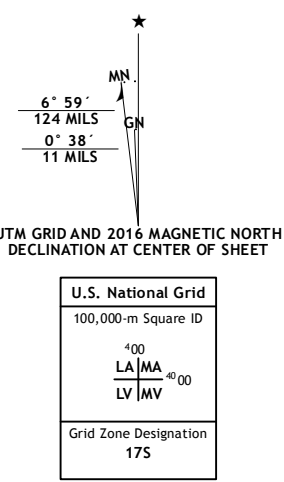 ★
MN
6° 59´
124 MILS
GN
0° 38´
11 MILS
UTM GRID AND 2016 MAGNETIC NORTH
DECLINATION AT CENTER OF SHEET
U.S. National Grid
100,000-m Square ID
⁴00
LA MA
⁴⁰00
LV MV
Grid Zone Designation
17S